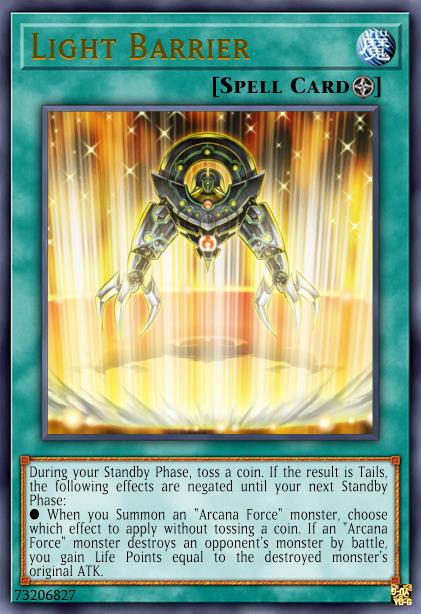 LIGHT BARRIER
魔
[SPELL CARD]
During your Standby Phase, toss a coin. If the result is Tails,
the following effects are negated until your next Standby
Phase:
● When you Summon an "Arcana Force" monster, choose
which effect to apply without tossing a coin. If an "Arcana
Force" monster destroys an opponent's monster by battle,
you gain Life Points equal to the destroyed monster's
original ATK.
73206827